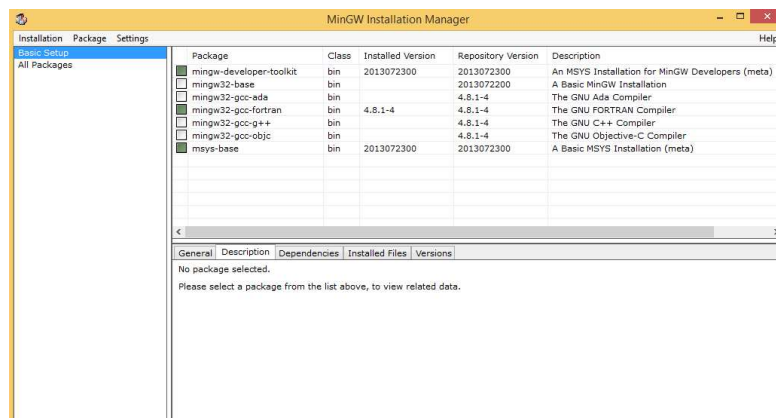 MinGW Installation Manager
Installation Package Settings Help
Basic Setup
All Packages
Package Class Installed Version Repository Version Description
mingw-developer-toolkit bin 2013072300 2013072300 An MSYS Installation for MinGW Developers (meta)
mingw32-base bin 2013072200 A Basic MinGW Installation
mingw32-gcc-ada bin 4.8.1-4 The GNU Ada Compiler
mingw32-gcc-fortran bin 4.8.1-4 4.8.1-4 The GNU FORTRAN Compiler
mingw32-gcc-g++ bin 4.8.1-4 The GNU C++ Compiler
mingw32-gcc-objc bin 4.8.1-4 The GNU Objective-C Compiler
msys-base bin 2013072300 2013072300 A Basic MSYS Installation (meta)
General Description Dependencies Installed Files Versions
No package selected.
Please select a package from the list above, to view related data.